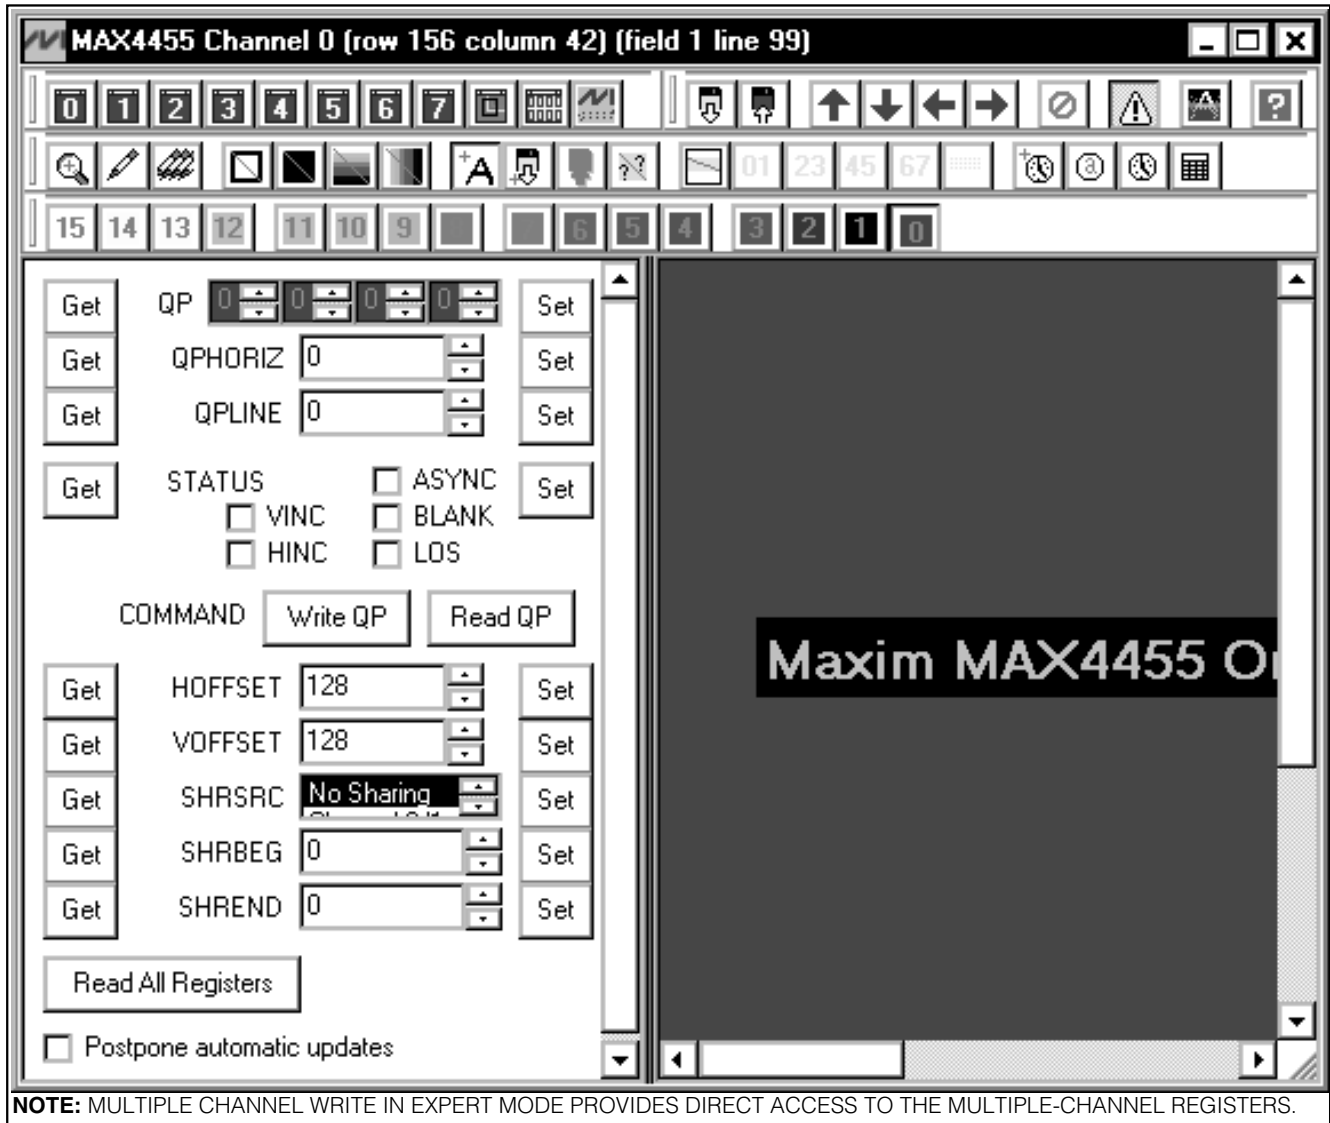 MAX4455 Channel 0 (row 156 column 42) (field 1 line 99)
0 1 2 3 4 5 6 7 ?
A ?? 01 23 45 67 a
15 14 13 12 11 10 9 6 5 4 3 2 1 0
Get QP 0 0 0 0 Set
Get QPHORIZ 0 Set
Get QPLINE 0 Set
Get STATUS ASYNC Set
VINC BLANK
HINC LOS
COMMAND Write QP Read QP
Maxim MAX4455
Get HOFFSET 128 Set
Get VOFFSET 128 Set
Get SHRSRC No Sharing Set
Get SHRBEG 0 Set
Get SHREND 0 Set
Read All Registers
Postpone automatic updates
NOTE: MULTIPLE CHANNEL WRITE IN EXPERT MODE PROVIDES DIRECT ACCESS TO THE MULTIPLE-CHANNEL REGISTERS.